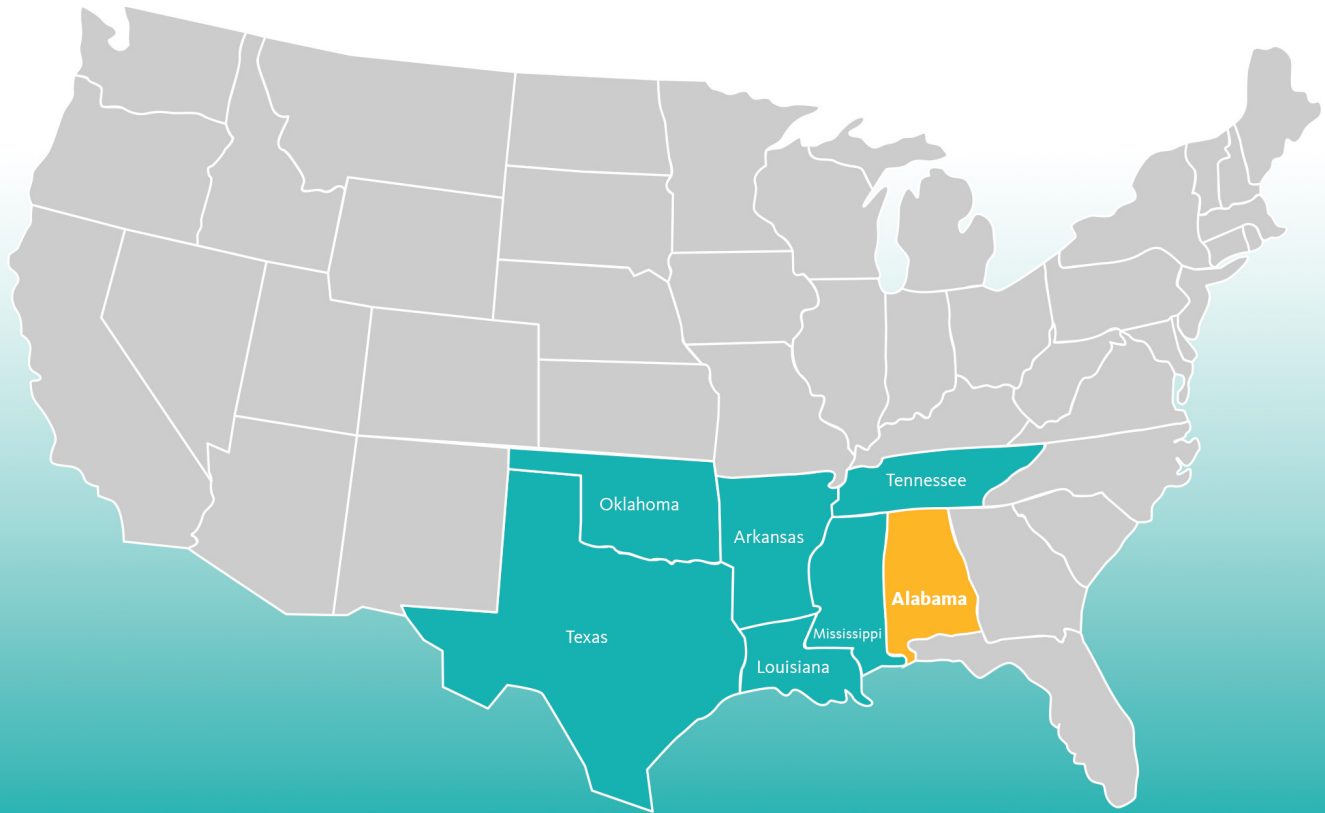 Tennessee
Oklahoma
Arkansas
Alabama
Mississippi
Texas
Louisiana